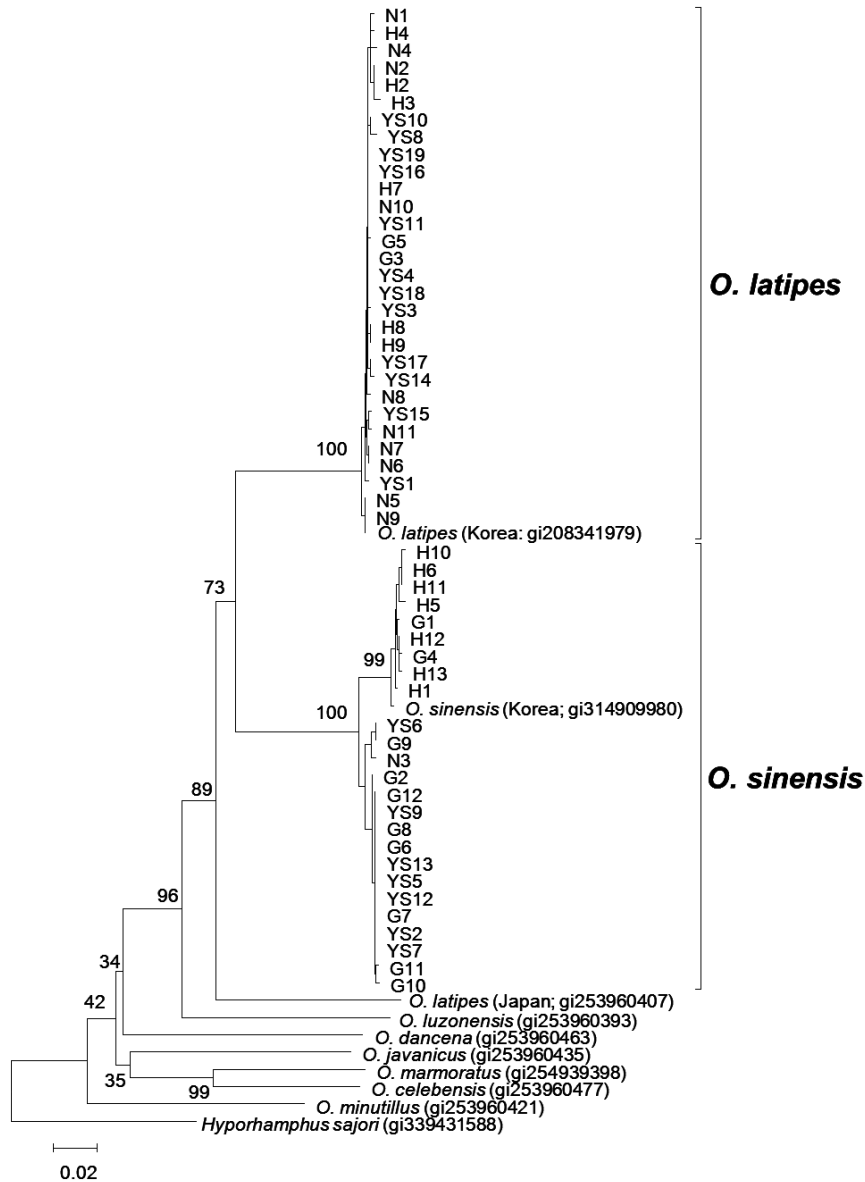 N1
H4
N4
N2
H2
H3
YS10
YS8
YS19
YS16
H7
N10
YS11
G5
G3
YS4
YS18
YS3
H8
H9
YS17
YS14
N8
YS15
N11
N7
N6
YS1
N5
N9
O. latipes (Korea: gi208341979)
O. latipes
100
H10
H6
H11
H5
G1
H12
G4
H13
H1
O. sinensis (Korea; gi314909980)
99
73
100
YS6
G9
N3
G2
G12
YS9
G8
G6
YS13
YS5
YS12
G7
YS2
YS7
G11
G10
O. sinensis
89
96
34
42
35
99
O. latipes (Japan; gi253960407)
O. luzonensis (gi253960393)
O. dancena (gi253960463)
O. javanicus (gi253960435)
O. marmoratus (gi254939398)
O. celebensis (gi253960477)
O. minutillus (gi253960421)
Hyporhamphus sajori (gi339431588)
0.02